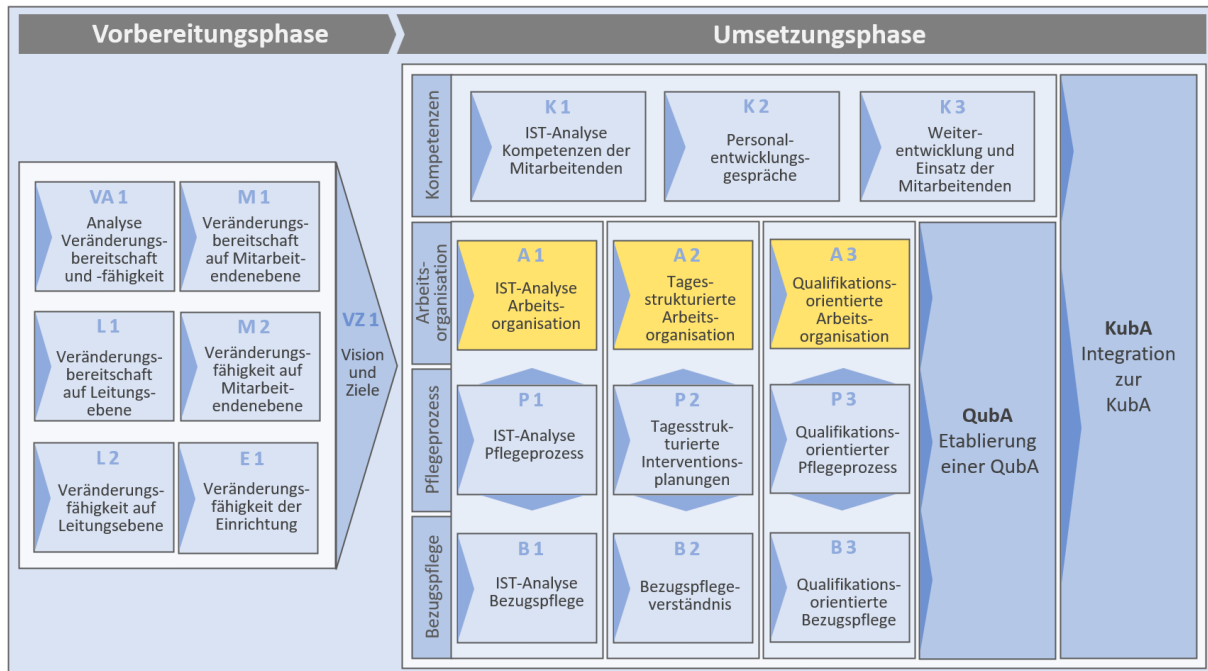 Vorbereitungsphase
Umsetzungsphase
VA 1
Analyse
Veränderungs-
bereitschaft
und -fähigkeit
M 1
Veränderungs-
bereitschaft
auf Mitarbeit-
endenebene
L 1
Veränderungs-
bereitschaft
auf Leitungs-
ebene
M 2
Veränderungs-
fähigkeit auf
Mitarbeit-
endenebene
L 2
Veränderungs-
fähigkeit auf
Leitungsebene
E 1
Veränderungs-
fähigkeit der
Einrichtung
VZ 1
Vision
und
Ziele
Kompetenzen
K 1
IST-Analyse
Kompetenzen der
Mitarbeitenden
K 2
Personal-
entwicklungs-
gespräche
K 3
Weiter-
entwicklung und
Einsatz der
Mitarbeitenden
Arbeits-
organisation
A 1
IST-Analyse
Arbeits-
organisation
A 2
Tages-
strukturierte
Arbeits-
organisation
A 3
Qualifikations-
orientierte
Arbeits-
organisation
Pflegeprozess
P 1
IST-Analyse
Pflegeprozess
P 2
Tagesstruk-
turierte
Interventions-
planungen
P 3
Qualifikations-
orientierter
Pflegeprozess
Bezugspflege
B 1
IST-Analyse
Bezugspflege
B 2
Bezugspflege-
verständnis
B 3
Qualifikations-
orientierte
Bezugspflege
QubA
Etablierung
einer QubA
KubA
Integration
zur
KubA